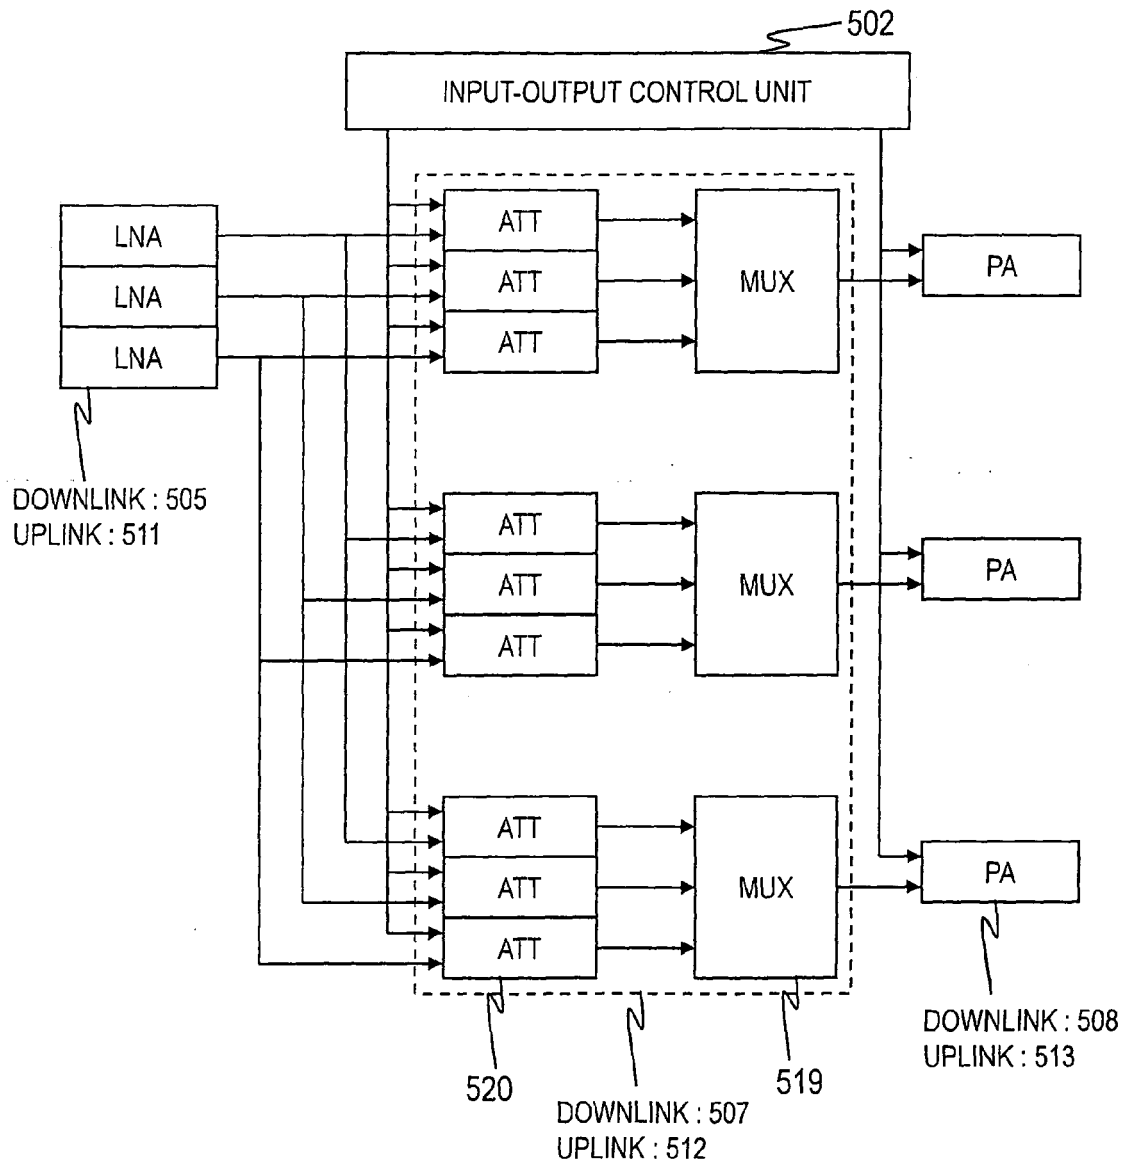 502
INPUT-OUTPUT CONTROL UNIT
LNA
LNA
LNA
DOWNLINK : 505
UPLINK : 511
ATT
ATT
ATT
MUX
PA
ATT
ATT
ATT
MUX
PA
ATT
ATT
ATT
MUX
PA
520
519
DOWNLINK : 507
UPLINK : 512
DOWNLINK : 508
UPLINK : 513